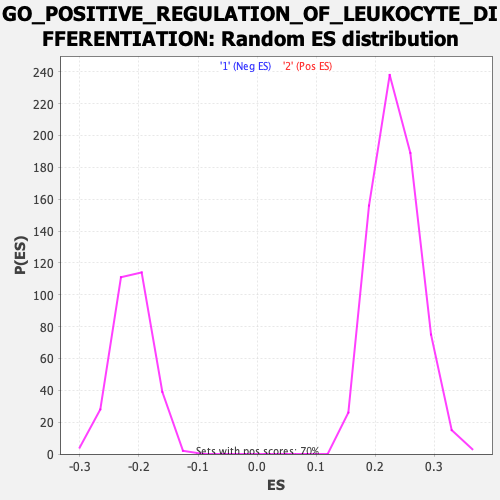 GO_POSITIVE_REGULATION_OF_LEUKOCYTE_DI
FFERENTIATION: Random ES distribution
'1' (Neg ES) '2' (Pos ES)
240
220
200
180
160
140
120
100
80
60
40
20
0
P(ES)
Sets with pos scores: 70%
-0.3 -0.2 -0.1 0.0 0.1 0.2 0.3
ES